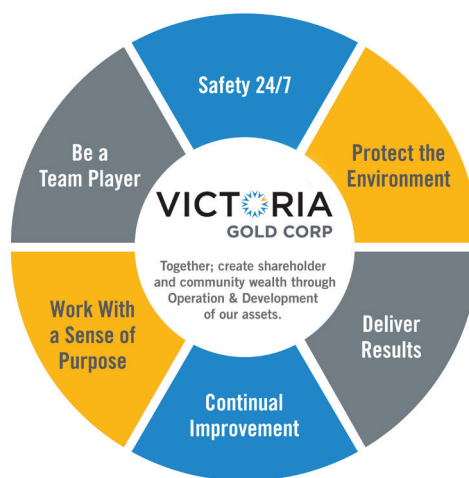 Safety 24/7
Protect the
Environment
Deliver
Results
Continual
Improvement
Work With
a Sense of
Purpose
Be a
Team Player
VICTORIA
GOLD CORP
Together; create shareholder
and community wealth through
Operation & Development
of our assets.